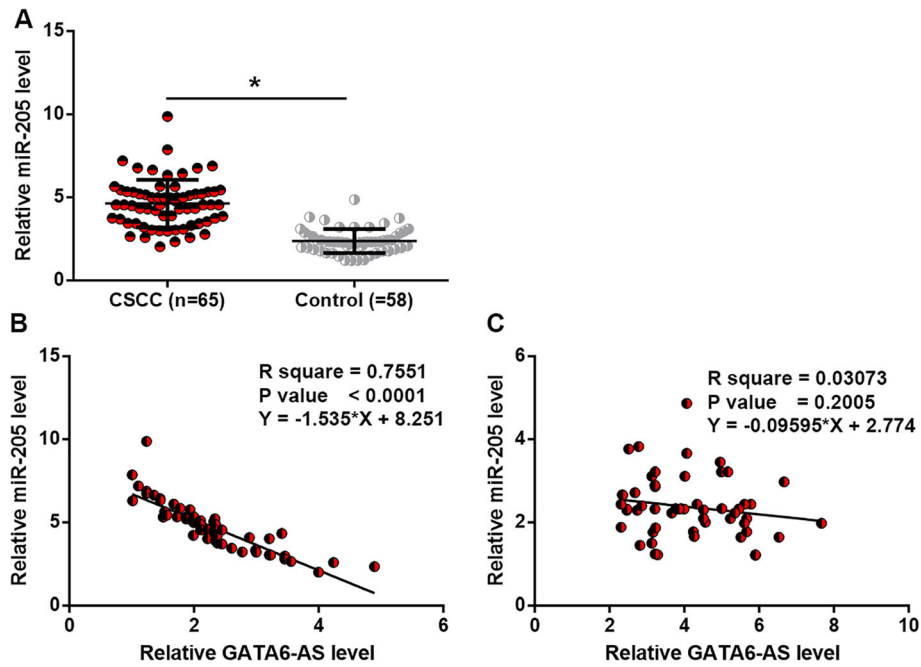 A
Relative miR-205 level
15
10
5
0
*
CSCC (n=65)
Control (=58)
B
Relative miR-205 level
15
10
5
0
R square = 0.7551
P value < 0.0001
Y = -1.535*X + 8.251
0
2
4
6
Relative GATA6-AS level
C
Relative miR-205 level
6
4
2
0
R square = 0.03073
P value = 0.2005
Y = -0.09595*X + 2.774
0
2
4
6
8
10
Relative GATA6-AS level